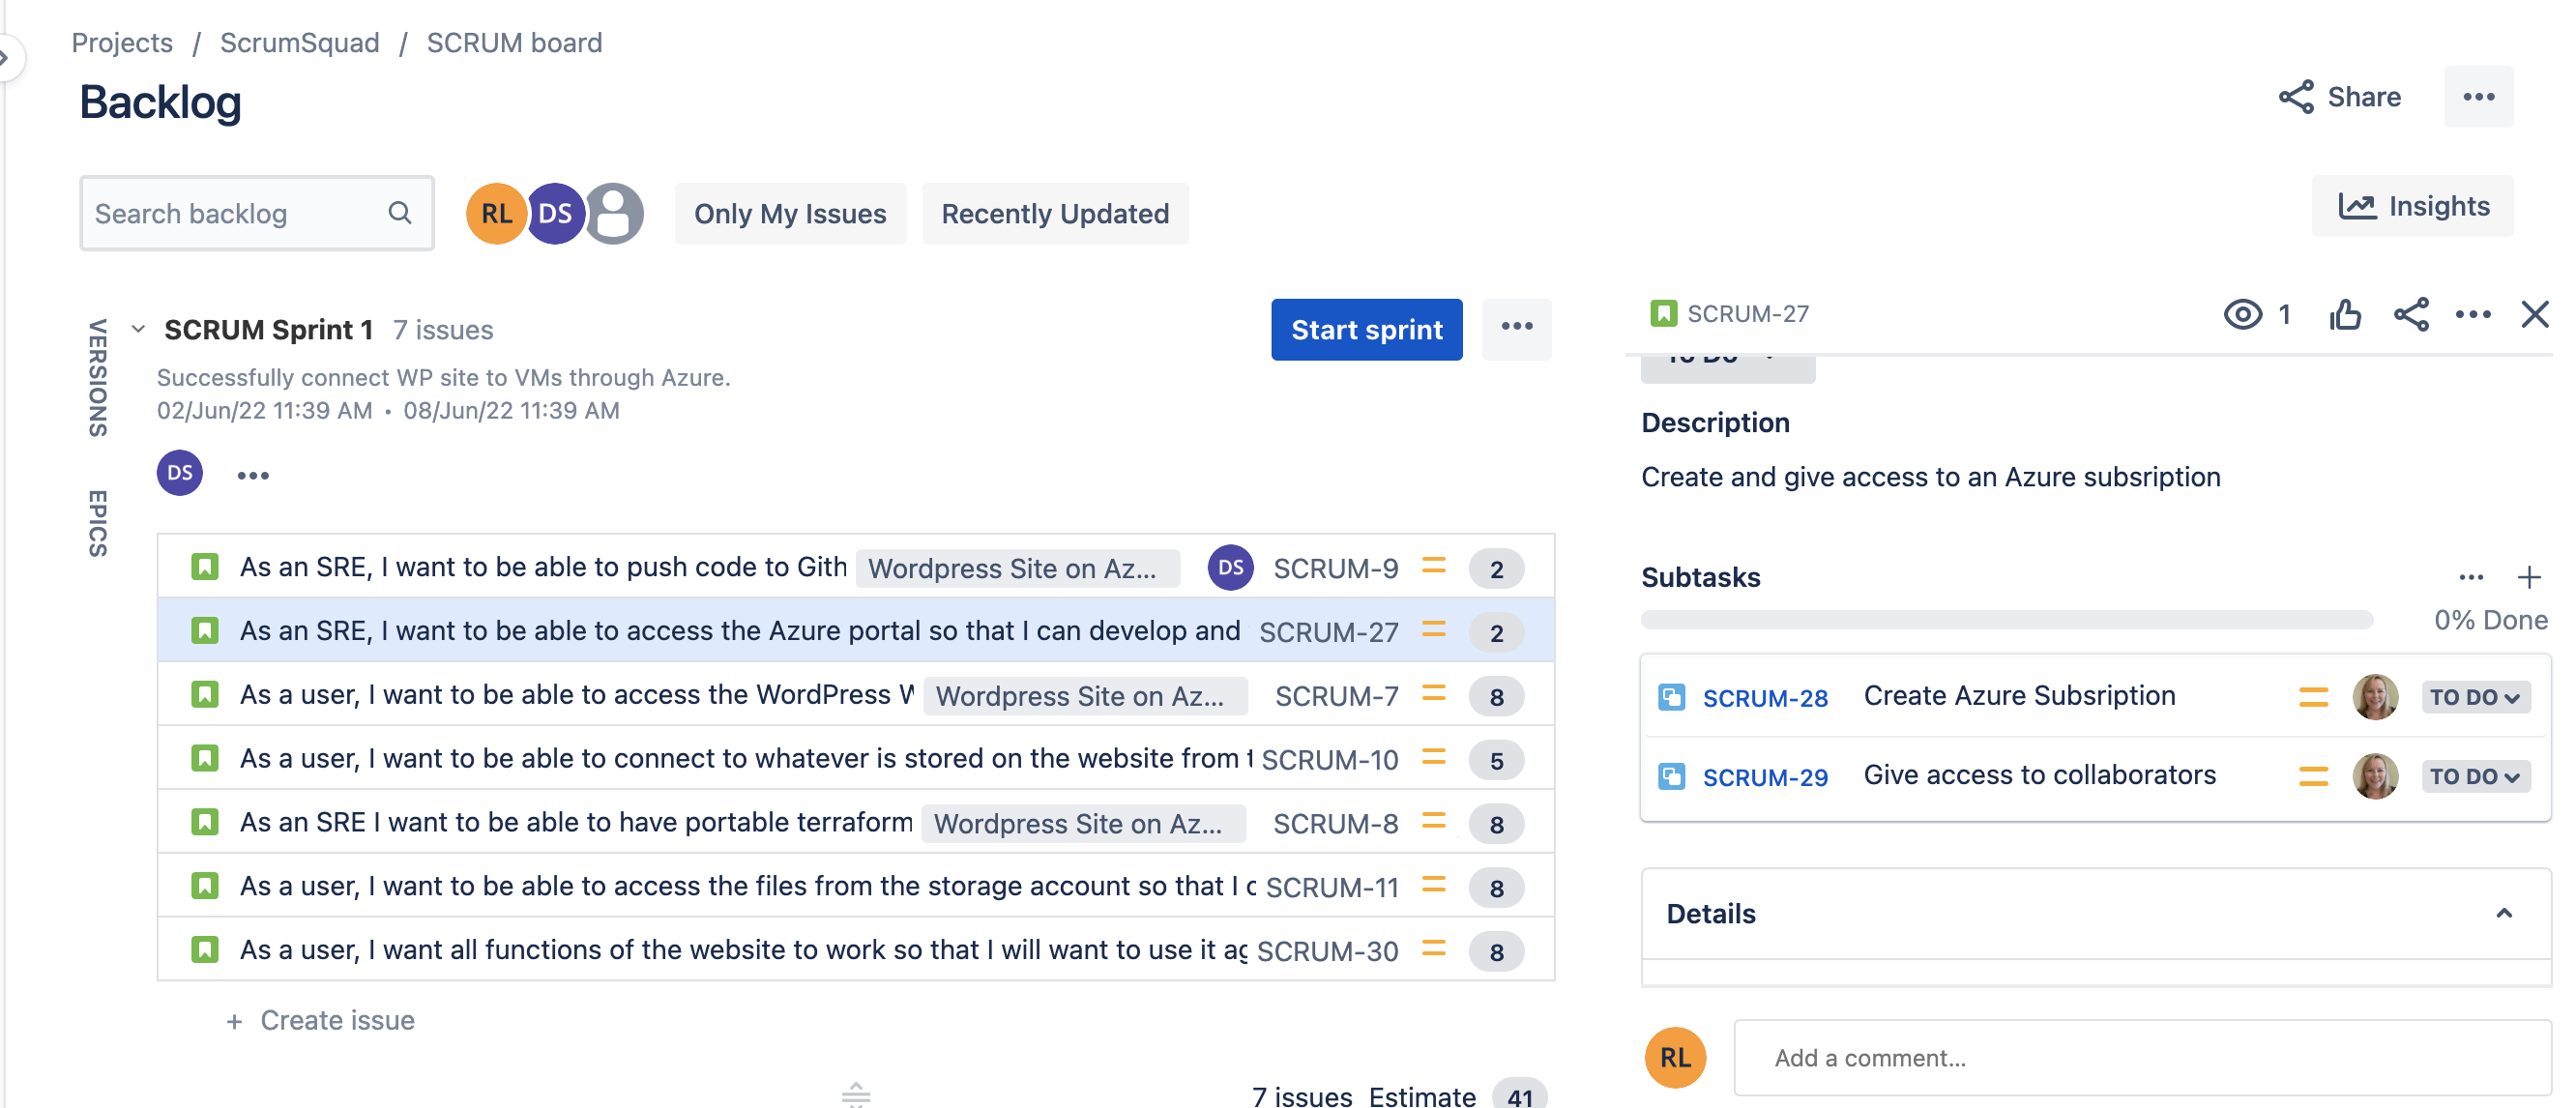 Projects / ScrumSquad / SCRUM board
Backlog
Share
Search backlog
RL DS
Only My Issues
Recently Updated
Insights
VERSIONS
EPICS
SCRUM Sprint 1 7 issues
Start sprint
Successfully connect WP site to VMs through Azure.
02/Jun/22 11:39 AM • 08/Jun/22 11:39 AM
DS
As an SRE, I want to be able to push code to Gith Wordpress Site on Az... DS SCRUM-9 2
As an SRE, I want to be able to access the Azure portal so that I can develop and SCRUM-27 2
As a user, I want to be able to access the WordPress Wordpress Site on Az... SCRUM-7 8
As a user, I want to be able to connect to whatever is stored on the website from SCRUM-10 5
As an SRE I want to be able to have portable terraform Wordpress Site on Az... SCRUM-8 8
As a user, I want to be able to access the files from the storage account so that I SCRUM-11 8
As a user, I want all functions of the website to work so that I will want to use it SCRUM-30 8
+ Create issue
7 issues Estimate 41
SCRUM-27
1
TO DO
Description
Create and give access to an Azure subsription
Subtasks
0% Done
SCRUM-28 Create Azure Subsription TO DO
SCRUM-29 Give access to collaborators TO DO
Details
RL
Add a comment...